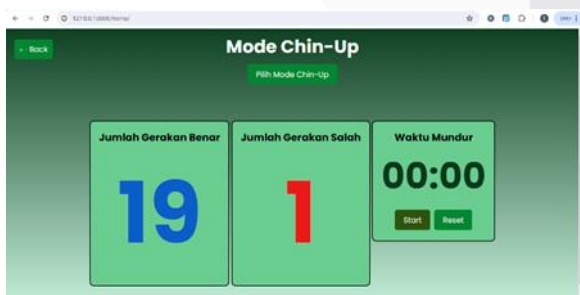 Back
Mode Chin-Up
Pilih Mode Chin-Up
Jumlah Gerakan Benar
19
Jumlah Gerakan Salah
1
Waktu Mundur
00:00
Start
Reset